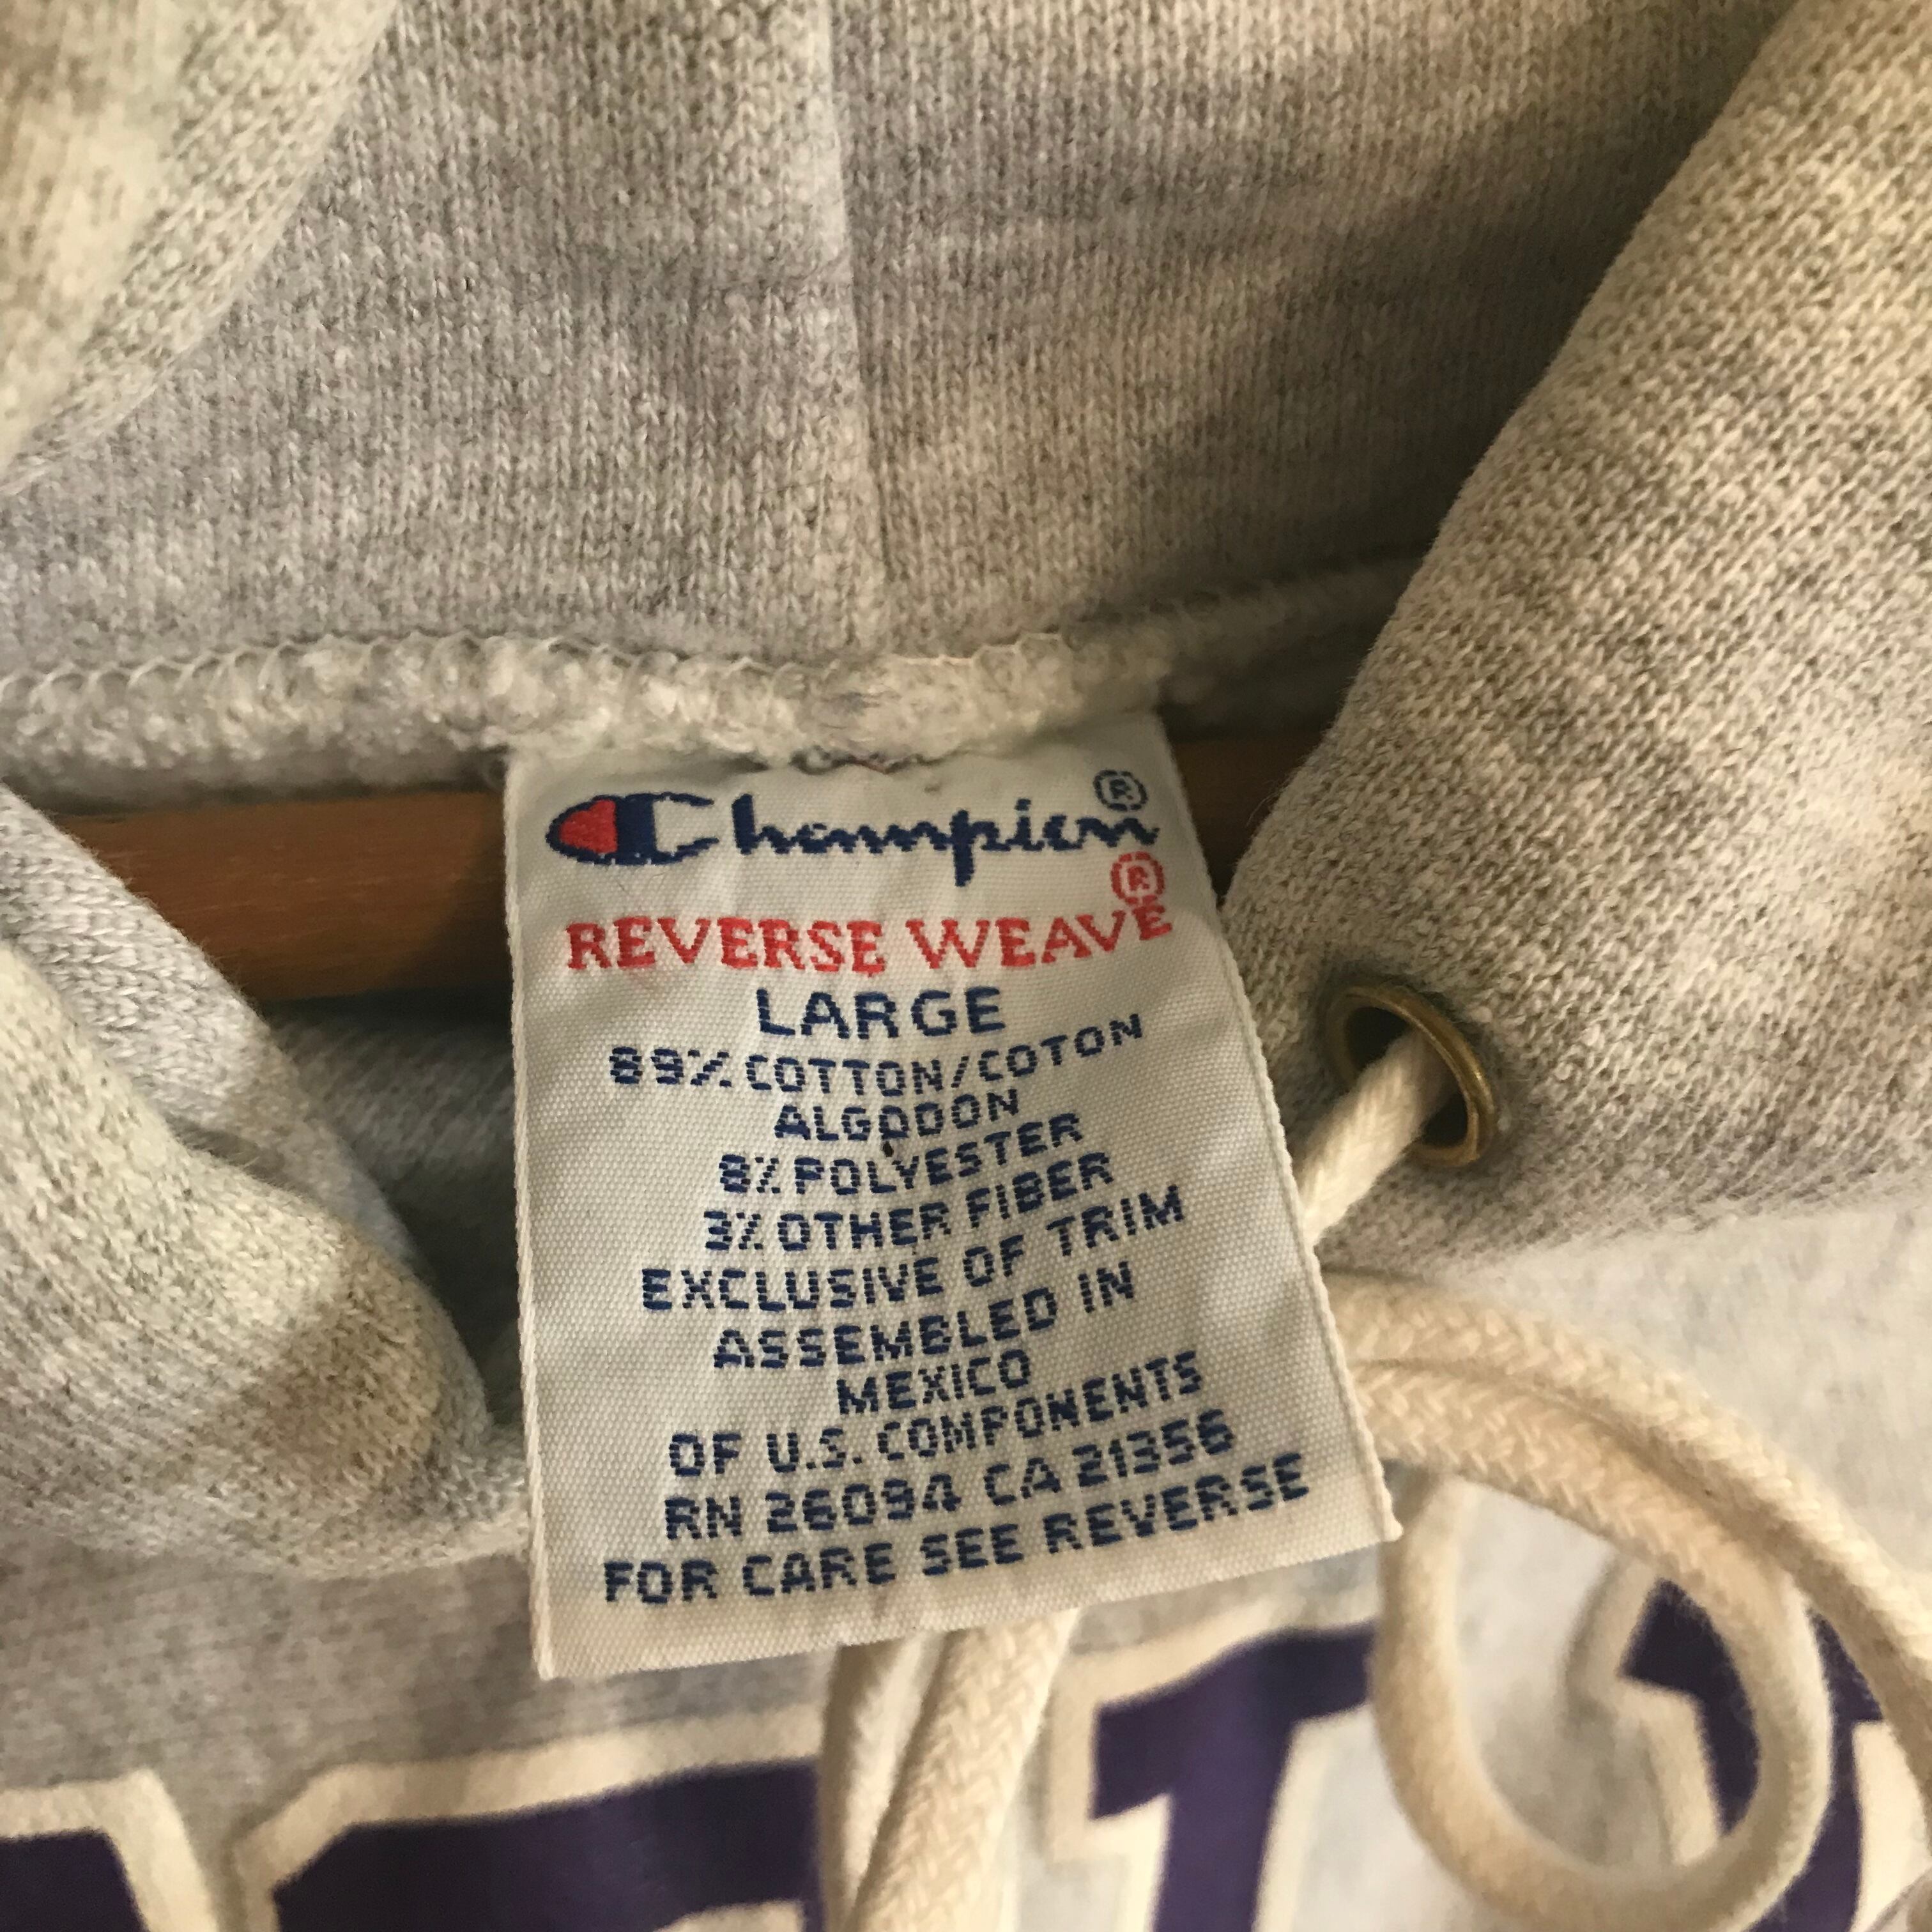 Champion®
REVERSE WEAVE®
LARGE
89% COTTON/COTON
ALGODON
8% POLYESTER
3% OTHER FIBER
EXCLUSIVE OF TRIM
ASSEMBLED IN
MEXICO
OF U.S. COMPONENTS
RN 26094 CA 21356
FOR CARE SEE REVERSE